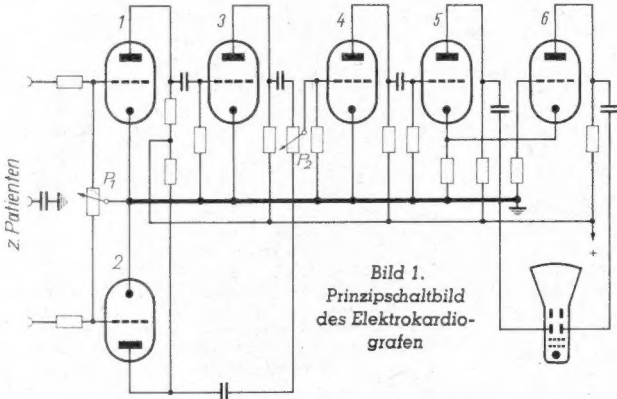 1
3
4
5
6
P1
P2
z. Patienten
2
+
Bild 1.
Prinzipschaltbild
des Elektrokardio-
grafen